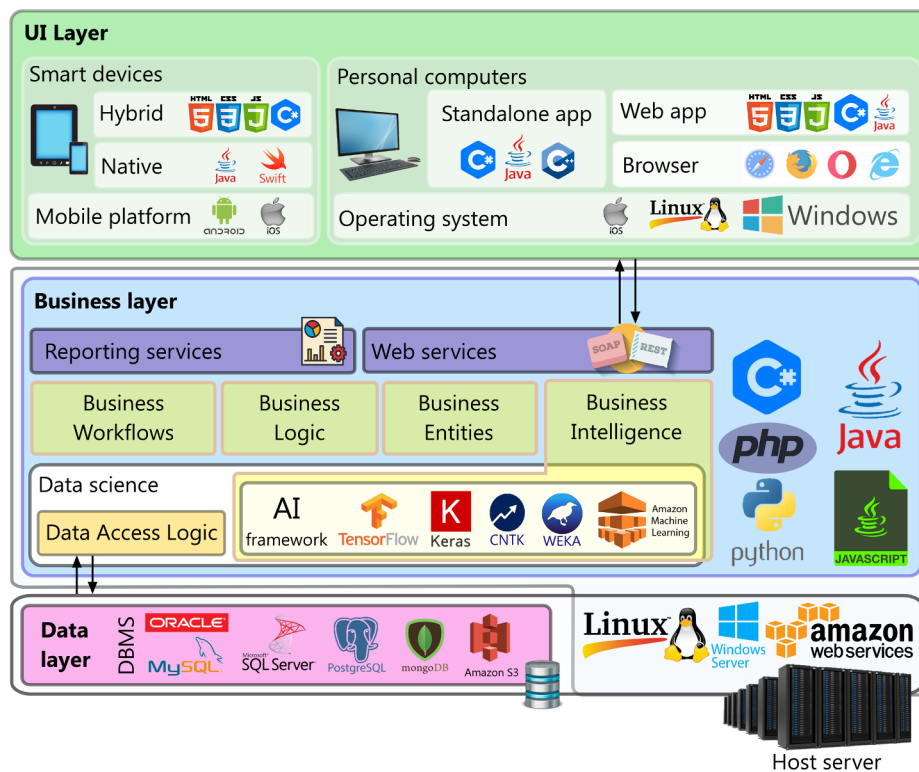 UI Layer
Smart devices
Hybrid
HTML CSS JS
5 3 J C#
Native
Java Swift
Mobile platform
ANDROID iOS
Personal computers
Standalone app
C# Java C++
Web app
HTML CSS JS
5 3 J C# Java
Browser
Operating system
iOS Linux Windows
Business layer
Reporting services
Web services
SOAP REST
Business
Workflows
Business
Logic
Business
Entities
Business
Intelligence
Data science
Data Access Logic
AI
framework
TensorFlow
K
Keras
CNTK
WEKA
Amazon
Machine
Learning
C#
Java
php
python
JAVASCRIPT
Data
layer
DBMS
ORACLE
MySQL
Microsoft
SQL Server
PostgreSQL
mongoDB
Amazon S3
Linux
Windows
Server
amazon
web services
Host server